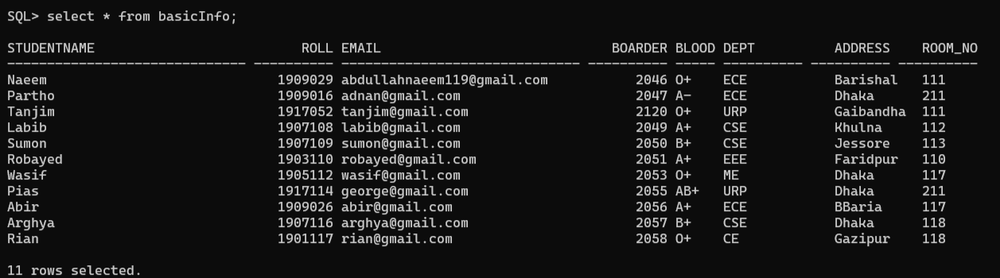 SQL> select * from basicInfo;
STUDENTNAME ROLL EMAIL BOARDER BLOOD DEPT ADDRESS ROOM_NO
------------------------------ ---------- ------------------------------ ---------- ----- ---------- ---------- ----------
Naeem 1909029 abdullahnaeem119@gmail.com 2046 O+ ECE Barishal 111
Partho 1909016 adnan@gmail.com 2047 A- ECE Dhaka 211
Tanjim 1917052 tanjim@gmail.com 2120 O+ URP Gaibandha 111
Labib 1907108 labib@gmail.com 2049 A+ CSE Khulna 112
Sumon 1907109 sumon@gmail.com 2050 B+ CSE Jessore 113
Robayed 1903110 robayed@gmail.com 2051 A+ EEE Faridpur 110
Wasif 1905112 wasif@gmail.com 2053 O+ ME Dhaka 117
Pias 1917114 george@gmail.com 2055 AB+ URP Dhaka 211
Abir 1909026 abir@gmail.com 2056 A+ ECE BBaria 117
Arghya 1907116 arghya@gmail.com 2057 B+ CSE Dhaka 118
Rian 1901117 rian@gmail.com 2058 O+ CE Gazipur 118
11 rows selected.